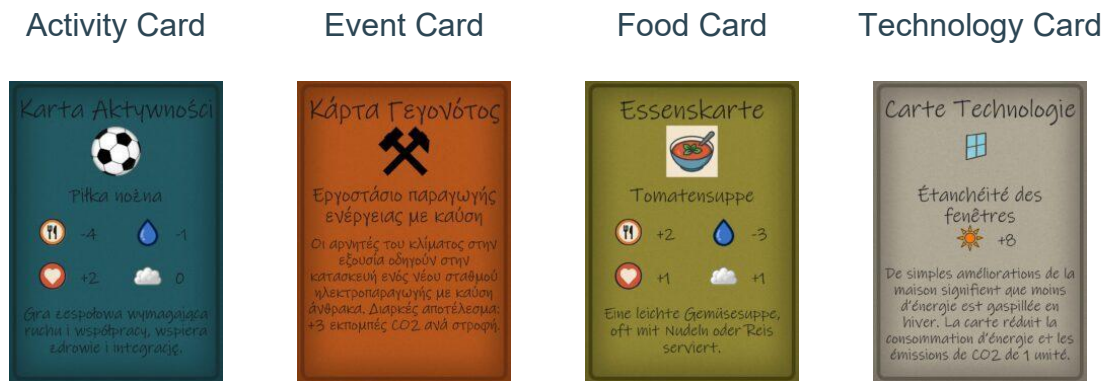 Activity Card
Event Card
Food Card
Technology Card
Karta Aktywności
Piłka nożna
-4 -1
+2 0
Gra zespołowa wymagająca
ruchu i współpracy, wspiera
zdrowie i integrację.
Κάρτα Γεγονότος
Εργοστάσιο παραγωγής
ενέργειας με καύση
Οι αρνητές του κλίματος στην
εξουσία οδηγούν στην
κατασκευή ενός νέου σταθμού
ηλεκτροπαραγωγής με καύση
άνθρακα. Διαρκές αποτέλεσμα:
+3 εκπομπές CO2 ανά στροφή.
Essenskarte
Tomatensuppe
+2 -3
+1 +1
Eine leichte Gemüsesuppe,
oft mit Nudeln oder Reis
serviert.
Carte Technologie
Étanchéité des
fenêtres
+8
De simples améliorations de la
maison signifient que moins
d'énergie est gaspillée en
hiver. La carte réduit la
consommation d'énergie et les
émissions de CO2 de 1 unité.